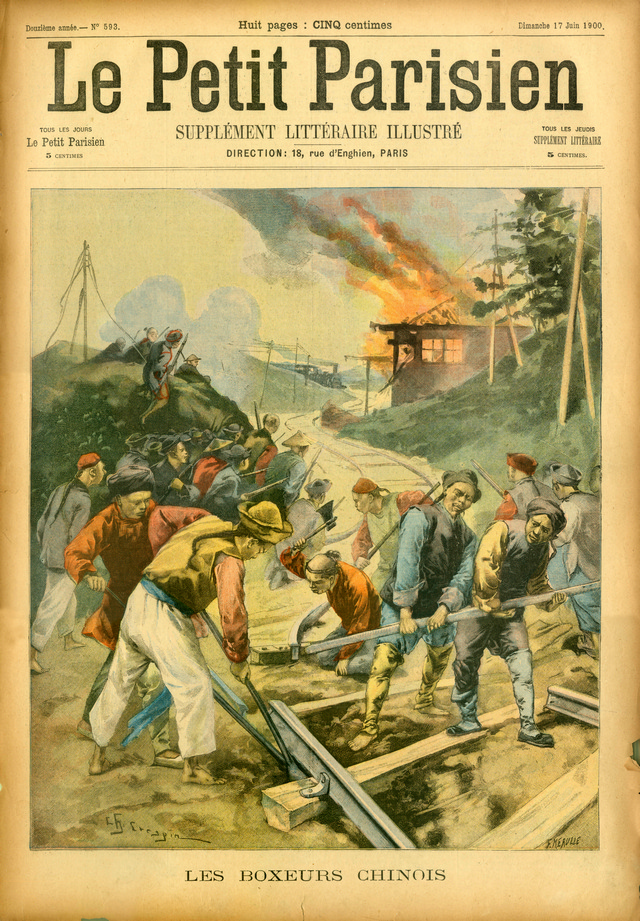 Douzième année.— Nº 593.
Huit pages : CINQ centimes
Dimanche 17 Juin 1900.
Le Petit Parisien
TOUS LES JOURS
Le Petit Parisien
5 CENTIMES
SUPPLÉMENT LITTÉRAIRE ILLUSTRÉ
DIRECTION: 18, rue d'Enghien, PARIS
TOUS LES JEUDIS
SUPPLÉMENT LITTÉRAIRE
5 CENTIMES.
F. MÉAULLE
LES BOXEURS CHINOIS